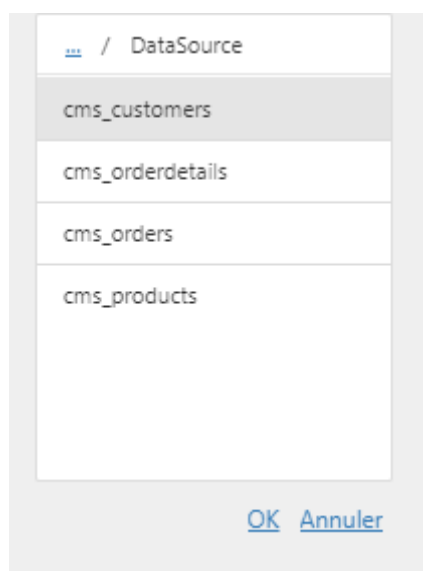 ... / DataSource
cms_customers
cms_orderdetails
cms_orders
cms_products
OK Annuler